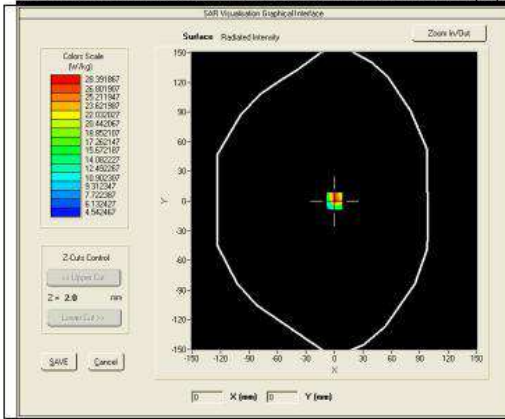 SAR Visualisation Graphical Interface
Surface Radiated Intensity
Zoom In/Out
Colors Scale
(W/kg)
28.391867
26.801907
25.211947
23.621987
22.032027
20.442067
18.852107
17.262147
15.672187
14.082227
12.492267
10.902307
9.312347
7.722387
6.132427
4.542467
Z-Cuts Control
<< Upper Cut
Z = 2.0 mm
Lower Cut >>
SAVE
Cancel
150
120
90
60
30
0
-30
-60
-90
-120
-150
Y
-150 -120 -90 -60 -30 0 30 60 90 120 150
X
0 X (mm) 0 Y (mm)